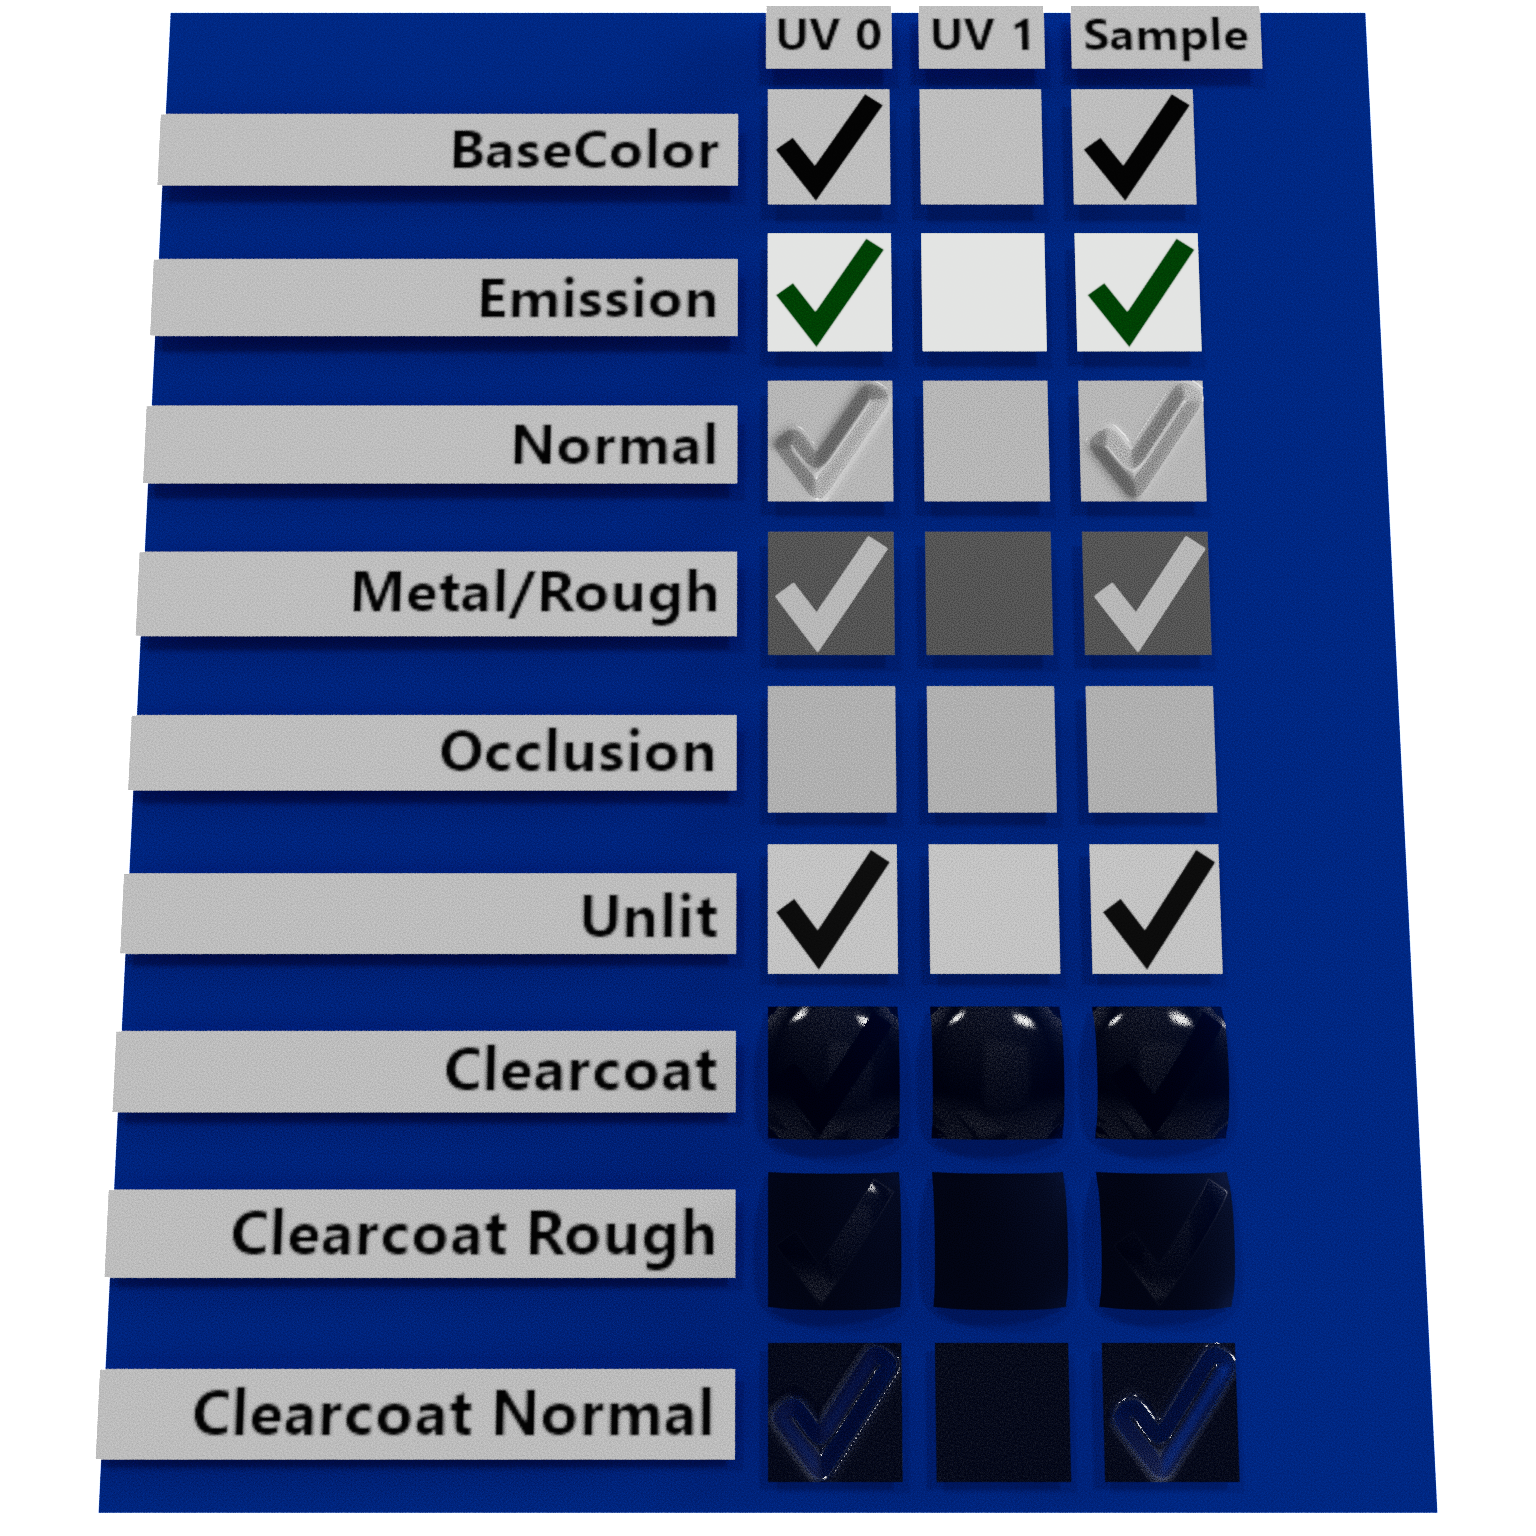 UV 0 UV 1 Sample
BaseColor
Emission
Normal
Metal/Rough
Occlusion
Unlit
Clearcoat
Clearcoat Rough
Clearcoat Normal